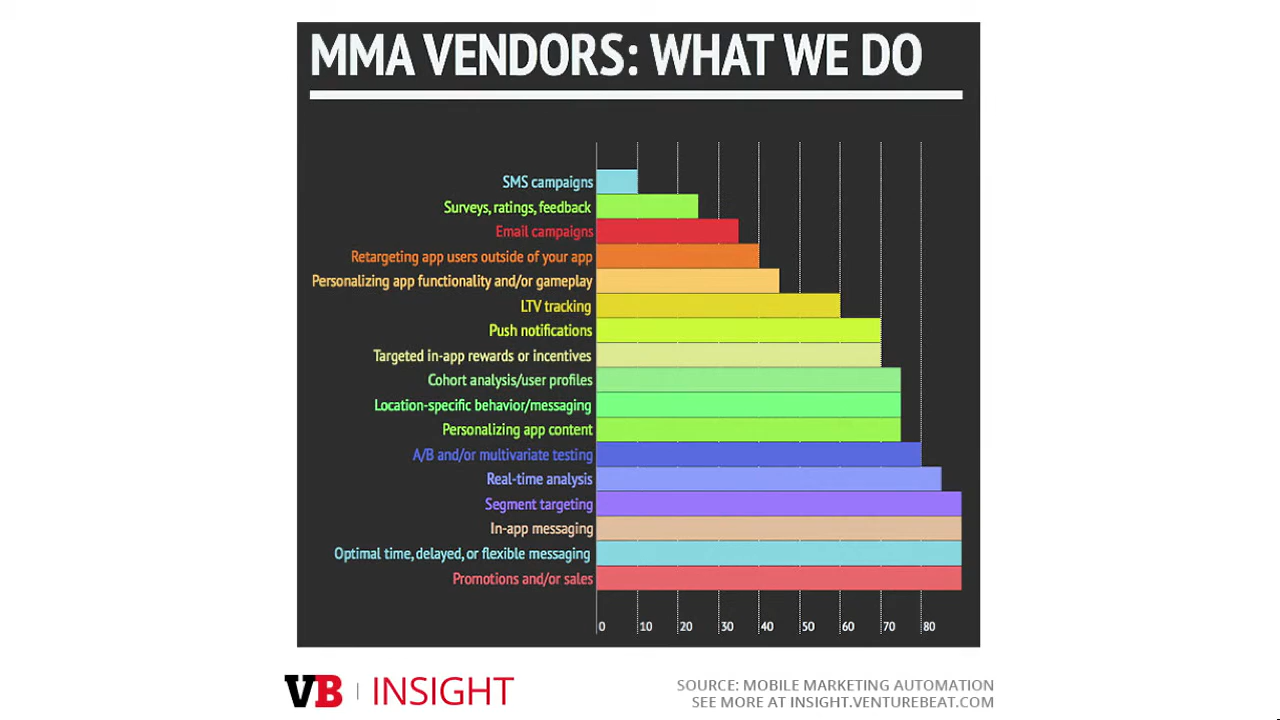 MMA VENDORS: WHAT WE DO
SMS campaigns
Surveys, ratings, feedback
Email campaigns
Retargeting app users outside of your app
Personalizing app functionality and/or gameplay
LTV tracking
Push notifications
Targeted in-app rewards or incentives
Cohort analysis/user profiles
Location-specific behavior/messaging
Personalizing app content
A/B and/or multivariate testing
Real-time analysis
Segment targeting
In-app messaging
Optimal time, delayed, or flexible messaging
Promotions and/or sales
0 10 20 30 40 50 60 70 80
VB | INSIGHT
SOURCE: MOBILE MARKETING AUTOMATION
SEE MORE AT INSIGHT.VENTUREBEAT.COM